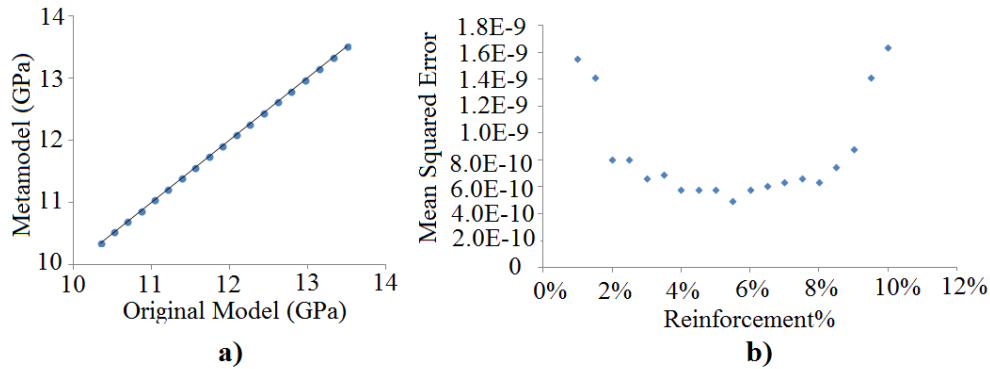 14
13
12
11
10
Metamodel (GPa)
10 11 12 13 14
Original Model (GPa)
a)
1.8E-9
1.6E-9
1.4E-9
1.2E-9
1.0E-9
8.0E-10
6.0E-10
4.0E-10
2.0E-10
0
Mean Squared Error
0% 2% 4% 6% 8% 10% 12%
Reinforcement%
b)